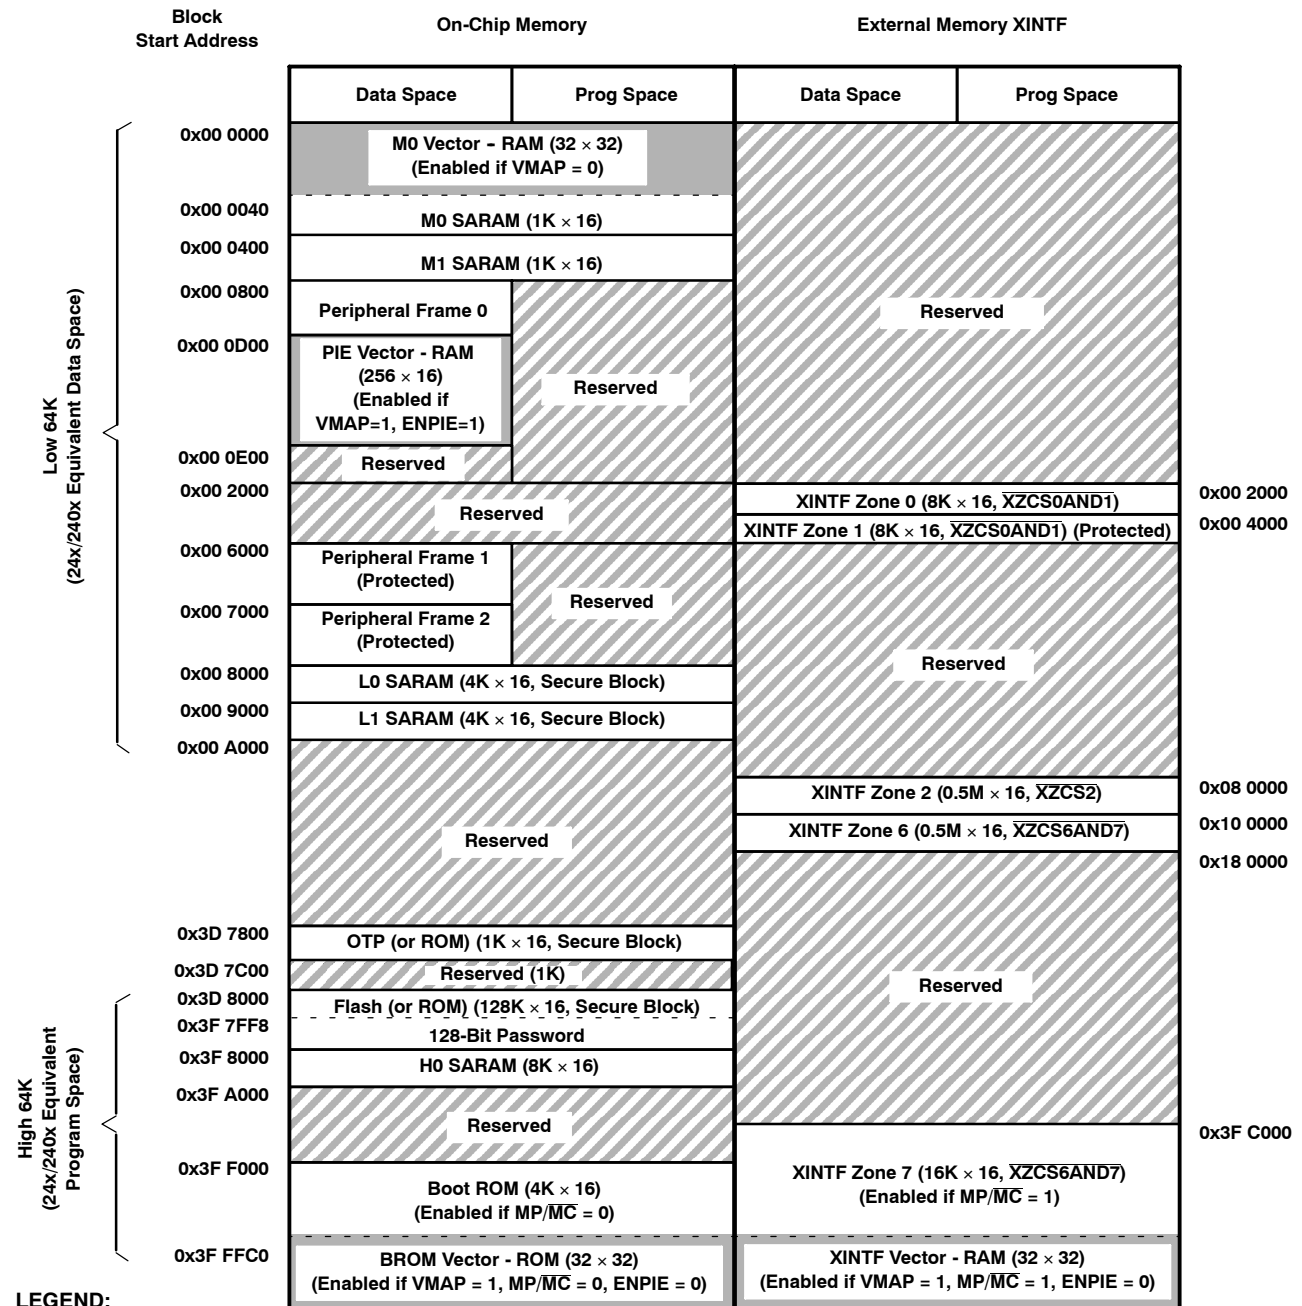 Block
Start Address
On-Chip Memory
External Memory XINTF
Data Space
Prog Space
Data Space
Prog Space
Low 64K
(24x/240x Equivalent Data Space)
0x00 0000
M0 Vector – RAM (32 × 32)
(Enabled if VMAP = 0)
0x00 0040
M0 SARAM (1K × 16)
0x00 0400
M1 SARAM (1K × 16)
0x00 0800
Peripheral Frame 0
Reserved
0x00 0D00
PIE Vector - RAM
(256 × 16)
(Enabled if
VMAP=1, ENPIE=1)
Reserved
0x00 0E00
Reserved
0x00 2000
Reserved
XINTF Zone 0 (8K × 16, XZCS0AND1)
0x00 2000
XINTF Zone 1 (8K × 16, XZCS0AND1) (Protected)
0x00 4000
0x00 6000
Peripheral Frame 1
(Protected)
Reserved
0x00 7000
Peripheral Frame 2
(Protected)
Reserved
0x00 8000
L0 SARAM (4K × 16, Secure Block)
0x00 9000
L1 SARAM (4K × 16, Secure Block)
0x00 A000
Reserved
XINTF Zone 2 (0.5M × 16, XZCS2)
0x08 0000
XINTF Zone 6 (0.5M × 16, XZCS6AND7)
0x10 0000
0x18 0000
0x3D 7800
OTP (or ROM) (1K × 16, Secure Block)
0x3D 7C00
Reserved (1K)
Reserved
High 64K
(24x/240x Equivalent
Program Space)
0x3D 8000
Flash (or ROM) (128K × 16, Secure Block)
0x3F 7FF8
128-Bit Password
0x3F 8000
H0 SARAM (8K × 16)
0x3F A000
Reserved
0x3F C000
0x3F F000
Boot ROM (4K × 16)
(Enabled if MP/MC = 0)
XINTF Zone 7 (16K × 16, XZCS6AND7)
(Enabled if MP/MC = 1)
0x3F FFC0
BROM Vector - ROM (32 × 32)
(Enabled if VMAP = 1, MP/MC = 0, ENPIE = 0)
XINTF Vector - RAM (32 × 32)
(Enabled if VMAP = 1, MP/MC = 1, ENPIE = 0)
LEGEND: